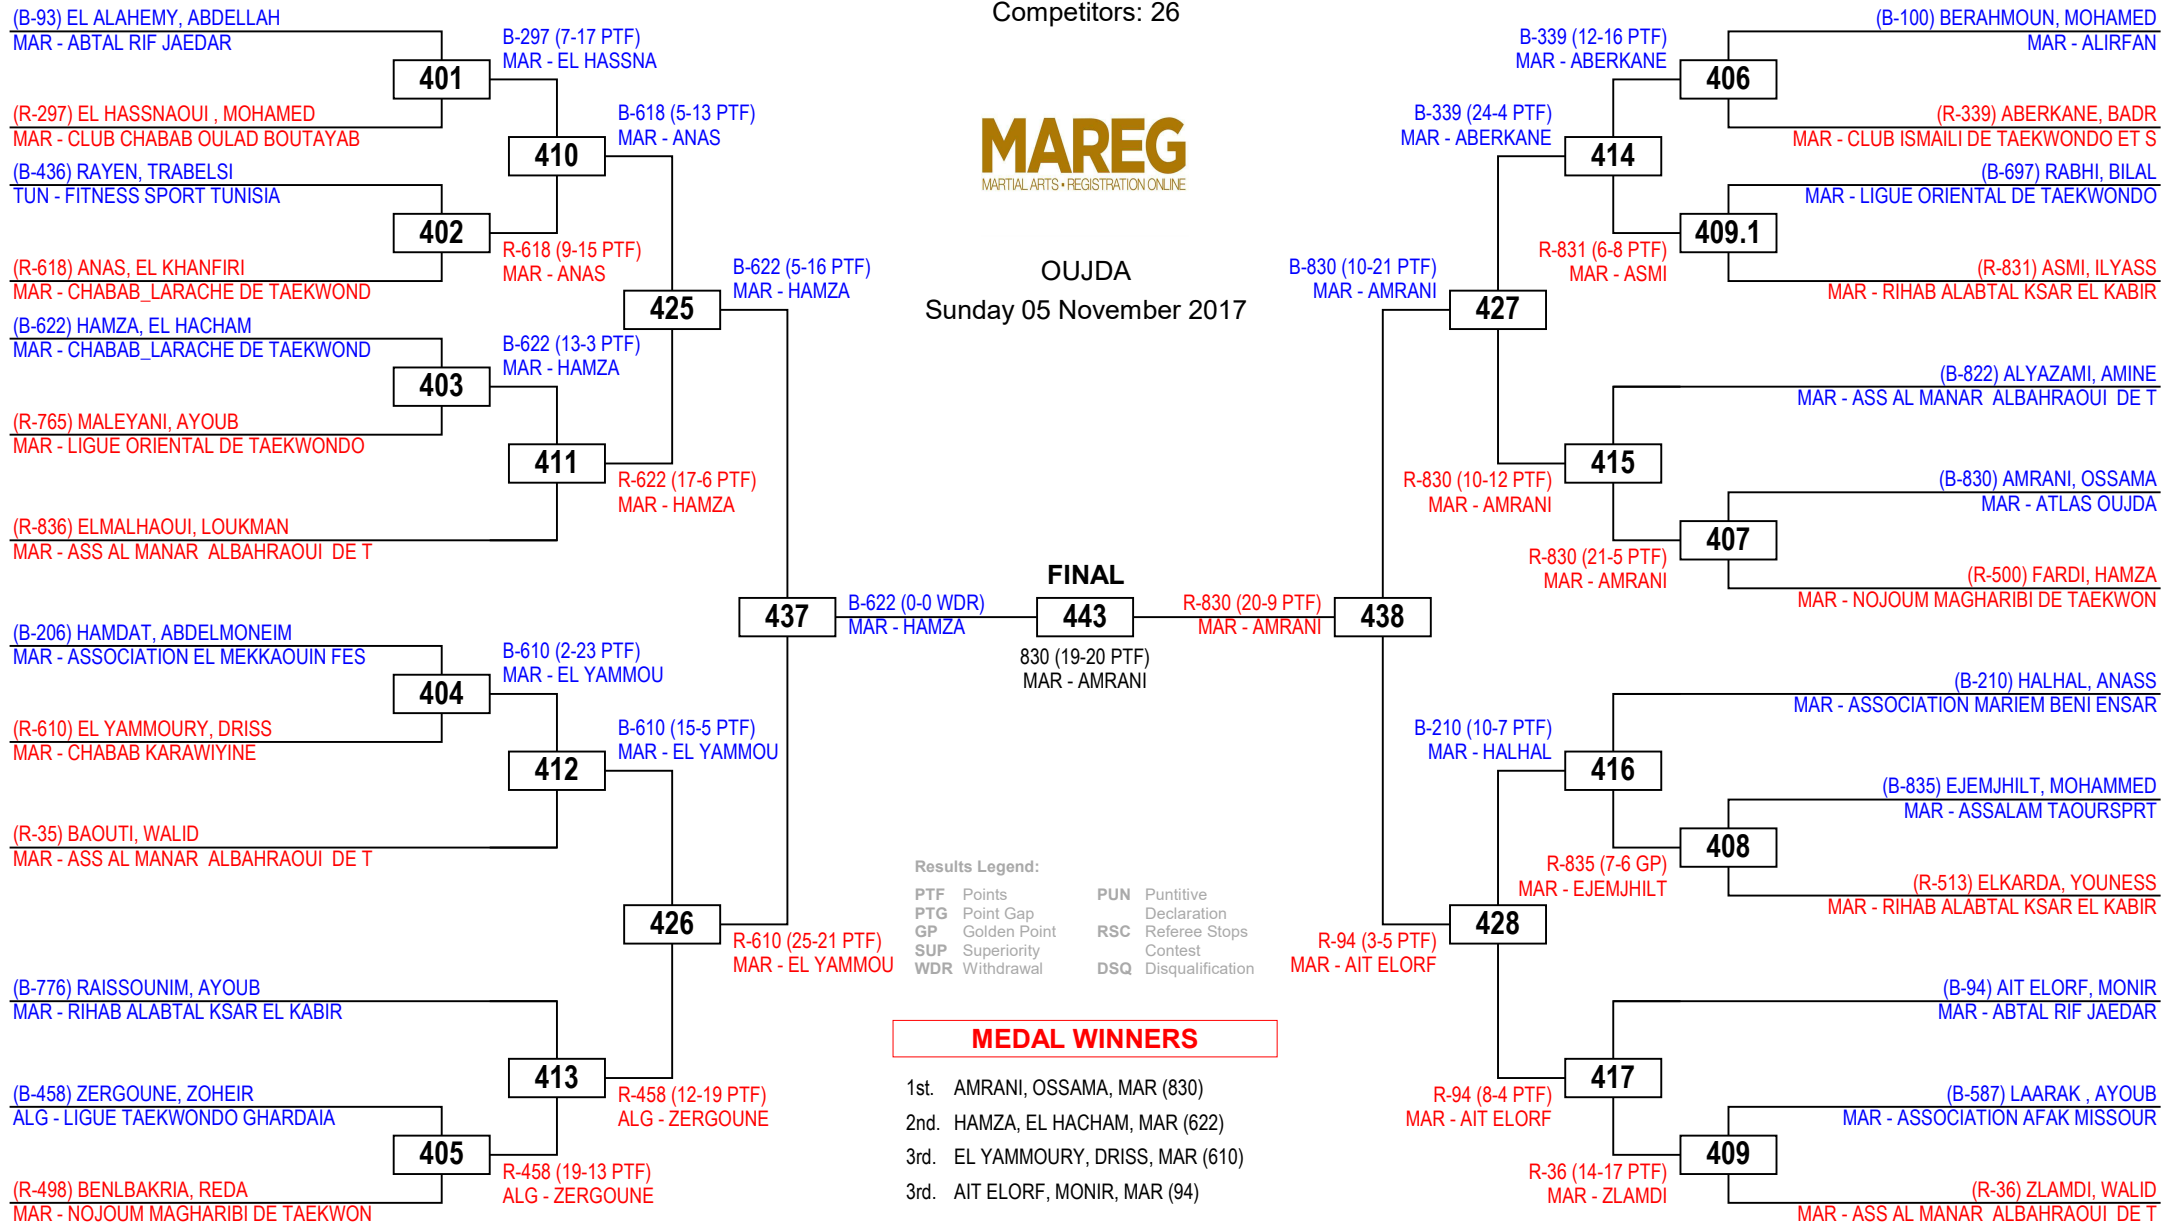 Competitors: 26
MAREG
MARTIAL ARTS • REGISTRATION ONLINE
OUJDA
Sunday 05 November 2017
(B-93) EL ALAHEMY, ABDELLAH
MAR - ABTAL RIF JAEDAR
401
(R-297) EL HASSNAOUI , MOHAMED
MAR - CLUB CHABAB OULAD BOUTAYAB
(B-436) RAYEN, TRABELSI
TUN - FITNESS SPORT TUNISIA
402
(R-618) ANAS, EL KHANFIRI
MAR - CHABAB_LARACHE DE TAEKWOND
(B-622) HAMZA, EL HACHAM
MAR - CHABAB_LARACHE DE TAEKWOND
403
(R-765) MALEYANI, AYOUB
MAR - LIGUE ORIENTAL DE TAEKWONDO
(R-836) ELMALHAOUI, LOUKMAN
MAR - ASS AL MANAR  ALBAHRAOUI  DE T
(B-206) HAMDAT, ABDELMONEIM
MAR - ASSOCIATION EL MEKKAOUIN FES
404
(R-610) EL YAMMOURY, DRISS
MAR - CHABAB KARAWIYINE
(R-35) BAOUTI, WALID
MAR - ASS AL MANAR  ALBAHRAOUI  DE T
(B-776) RAISSOUNIM, AYOUB
MAR - RIHAB ALABTAL KSAR EL KABIR
(B-458) ZERGOUNE, ZOHEIR
ALG - LIGUE TAEKWONDO GHARDAIA
405
(R-498) BENLBAKRIA, REDA
MAR - NOJOUM MAGHARIBI DE TAEKWON
B-297 (7-17 PTF)
MAR - EL HASSNA
410
R-618 (9-15 PTF)
MAR - ANAS
B-622 (13-3 PTF)
MAR - HAMZA
411
B-610 (2-23 PTF)
MAR - EL YAMMOU
412
413
R-458 (19-13 PTF)
ALG - ZERGOUNE
B-618 (5-13 PTF)
MAR - ANAS
425
R-622 (17-6 PTF)
MAR - HAMZA
B-610 (15-5 PTF)
MAR - EL YAMMOU
426
R-458 (12-19 PTF)
ALG - ZERGOUNE
B-622 (5-16 PTF)
MAR - HAMZA
437
R-610 (25-21 PTF)
MAR - EL YAMMOU
B-622 (0-0 WDR)
MAR - HAMZA
FINAL
443
830 (19-20 PTF)
MAR - AMRANI
R-830 (20-9 PTF)
MAR - AMRANI
438
B-830 (10-21 PTF)
MAR - AMRANI
427
R-94 (3-5 PTF)
MAR - AIT ELORF
428
B-339 (24-4 PTF)
MAR - ABERKANE
414
R-830 (10-12 PTF)
MAR - AMRANI
415
B-210 (10-7 PTF)
MAR - HALHAL
416
R-94 (8-4 PTF)
MAR - AIT ELORF
417
B-339 (12-16 PTF)
MAR - ABERKANE
406
R-831 (6-8 PTF)
MAR - ASMI
409.1
R-830 (21-5 PTF)
MAR - AMRANI
407
R-835 (7-6 GP)
MAR - EJEMJHILT
408
R-36 (14-17 PTF)
MAR - ZLAMDI
409
(B-100) BERAHMOUN, MOHAMED
MAR - ALIRFAN
(R-339) ABERKANE, BADR
MAR - CLUB ISMAILI DE TAEKWONDO ET S
(B-697) RABHI, BILAL
MAR - LIGUE ORIENTAL DE TAEKWONDO
(R-831) ASMI, ILYASS
MAR - RIHAB ALABTAL KSAR EL KABIR
(B-822) ALYAZAMI, AMINE
MAR - ASS AL MANAR  ALBAHRAOUI  DE T
(B-830) AMRANI, OSSAMA
MAR - ATLAS OUJDA
(R-500) FARDI, HAMZA
MAR - NOJOUM MAGHARIBI DE TAEKWON
(B-210) HALHAL, ANASS
MAR - ASSOCIATION MARIEM BENI ENSAR
(B-835) EJEMJHILT, MOHAMMED
MAR - ASSALAM TAOURSPRT
(R-513) ELKARDA, YOUNESS
MAR - RIHAB ALABTAL KSAR EL KABIR
(B-94) AIT ELORF, MONIR
MAR - ABTAL RIF JAEDAR
(B-587) LAARAK , AYOUB
MAR - ASSOCIATION AFAK MISSOUR
(R-36) ZLAMDI, WALID
MAR - ASS AL MANAR  ALBAHRAOUI  DE T
Results Legend:
PTF Points
PTG Point Gap
GP Golden Point
SUP Superiority
WDR Withdrawal
PUN Puntitive
Declaration
RSC Referee Stops
Contest
DSQ Disqualification
MEDAL WINNERS
1st. AMRANI, OSSAMA, MAR (830)
2nd. HAMZA, EL HACHAM, MAR (622)
3rd. EL YAMMOURY, DRISS, MAR (610)
3rd. AIT ELORF, MONIR, MAR (94)